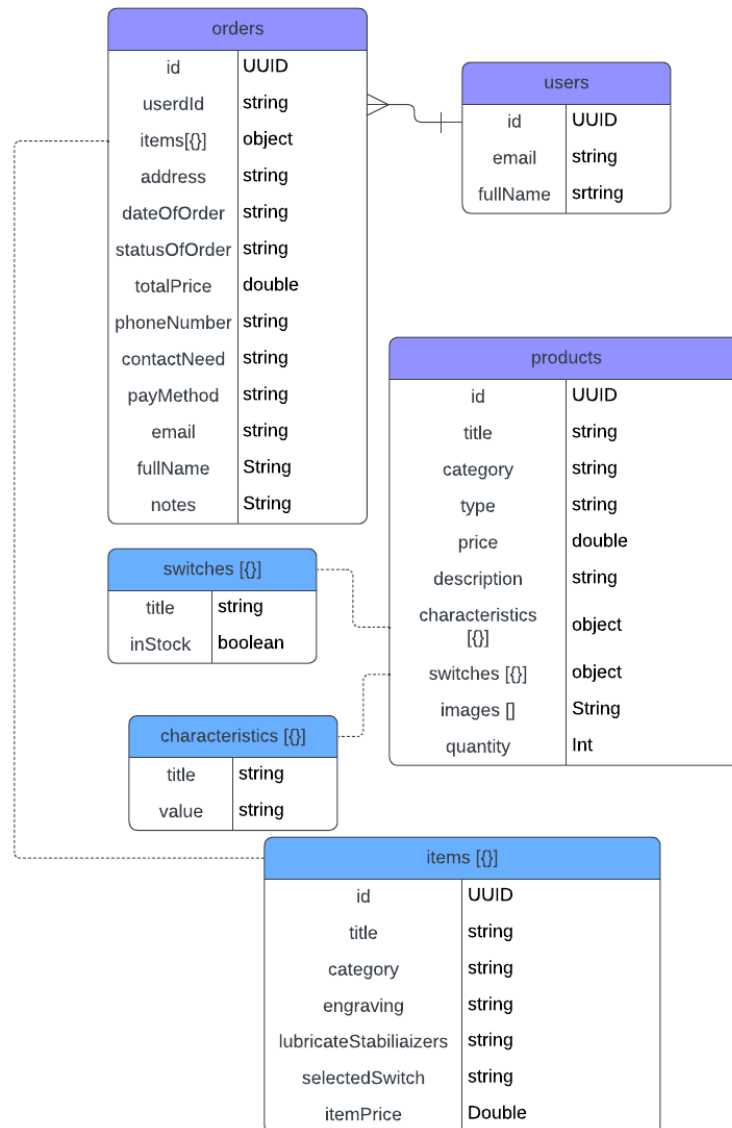 orders
id UUID
userdId string
items[{}] object
address string
dateOfOrder string
statusOfOrder string
totalPrice double
phoneNumber string
contactNeed string
payMethod string
email string
fullName String
notes String
users
id UUID
email string
fullName srtring
products
id UUID
title string
category string
type string
price double
description string
characteristics
[{}] object
switches [{}] object
images [] String
quantity Int
switches [{}]
title string
inStock boolean
characteristics [{}]
title string
value string
items [{}]
id UUID
title string
category string
engraving string
lubricateStabiliaizers string
selectedSwitch string
itemPrice Double